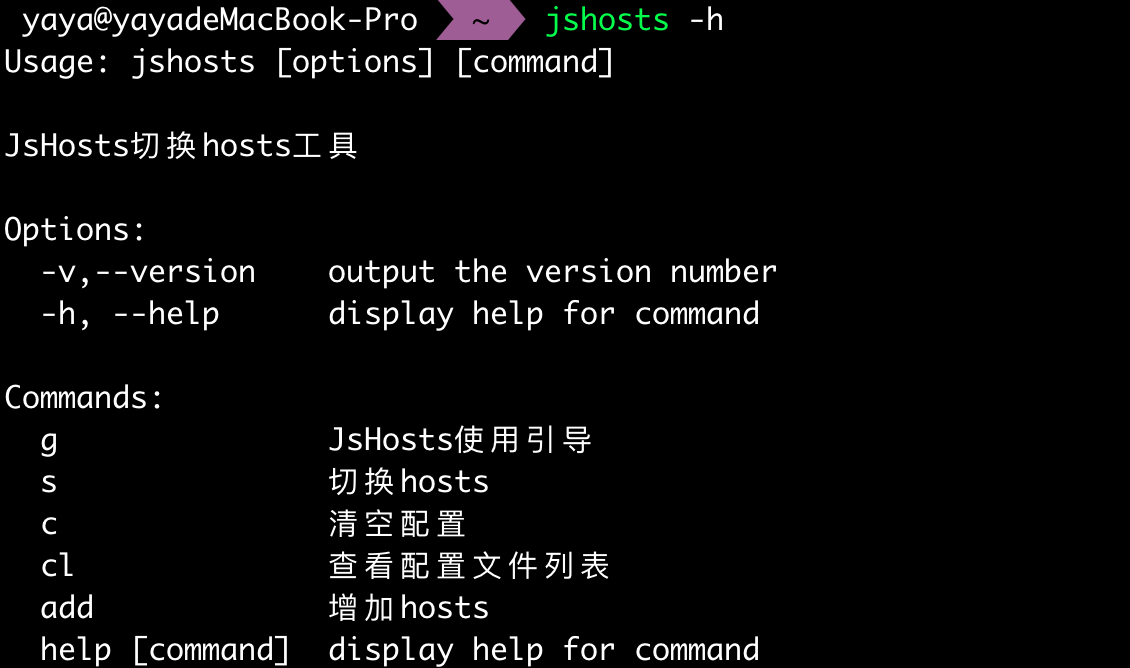 yaya@yayadeMacBook-Pro ~ jshosts -h
Usage: jshosts [options] [command]
JsHosts切换hosts工具
Options:
-v,--version output the version number
-h, --help display help for command
Commands:
g JsHosts使用引导
s 切换hosts
c 清空配置
cl 查看配置文件列表
add 增加hosts
help [command] display help for command